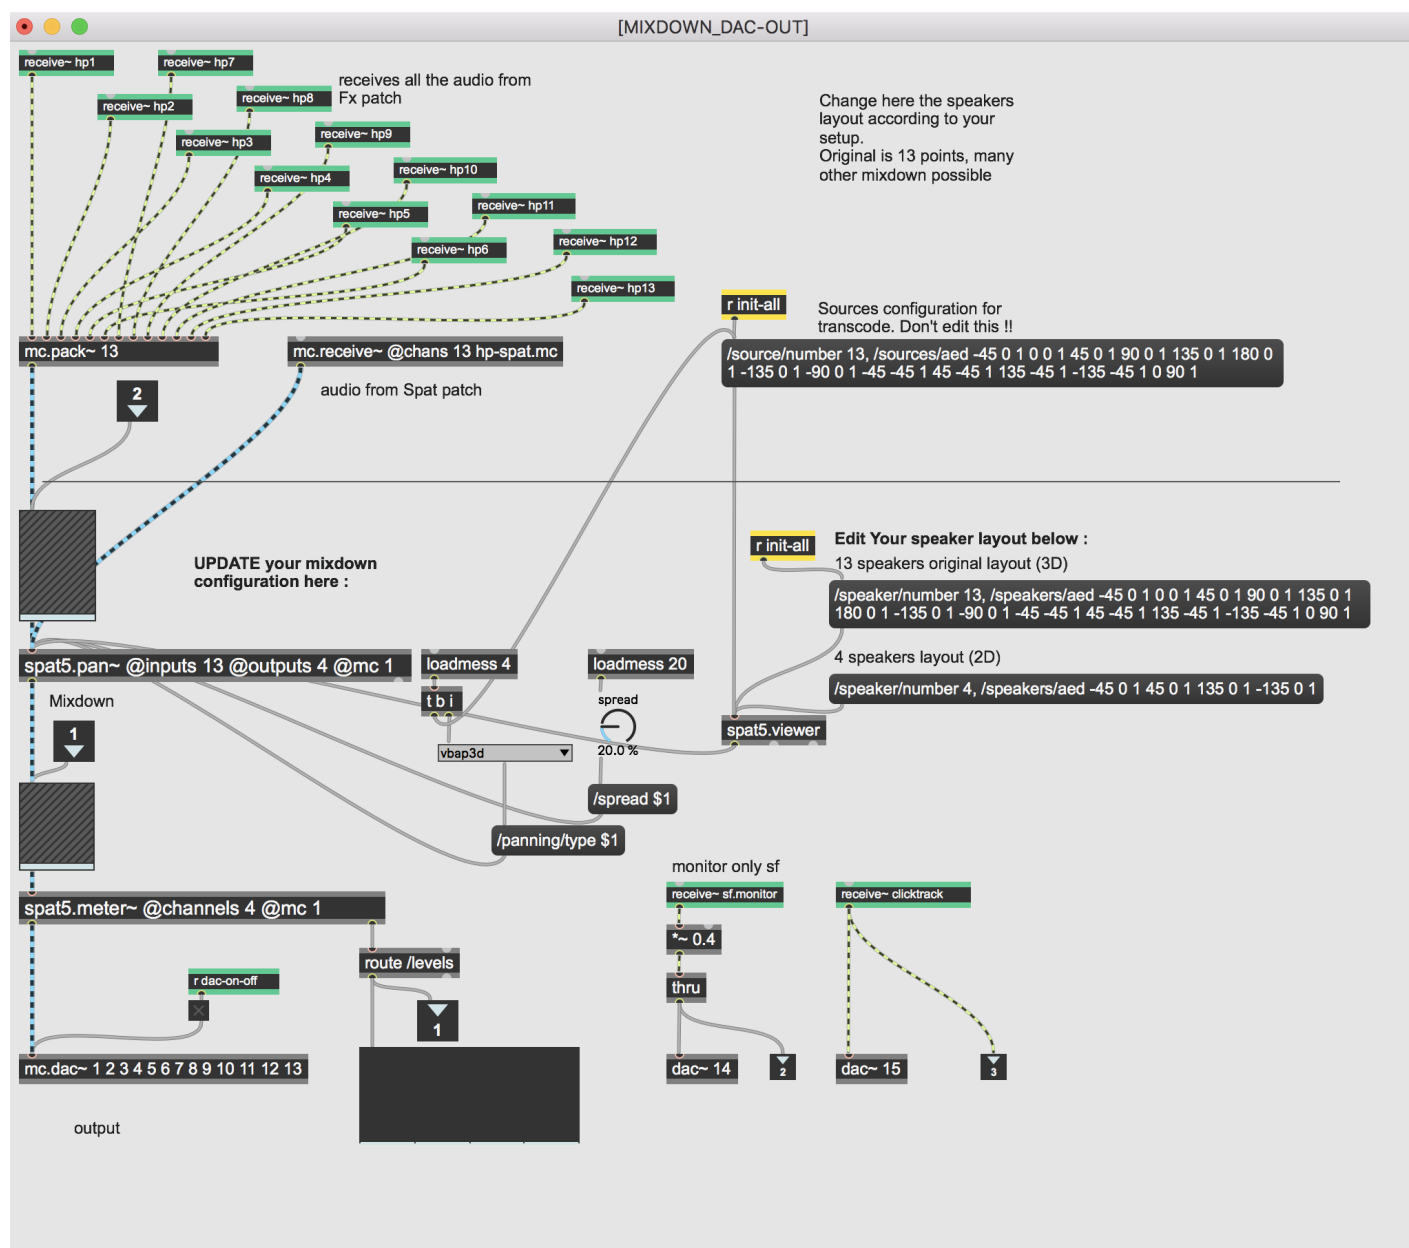 [MIXDOWN_DAC-OUT]
receive~ hp1
receive~ hp7
receive~ hp2
receive~ hp8
receives all the audio from
Fx patch
receive~ hp3
receive~ hp9
receive~ hp4
receive~ hp10
receive~ hp5
receive~ hp11
receive~ hp6
receive~ hp12
receive~ hp13
Change here the speakers
layout according to your
setup.
Original is 13 points, many
other mixdown possible
mc.pack~ 13
mc.receive~ @chans 13 hp-spat.mc
audio from Spat patch
2
r init-all
Sources configuration for
transcode. Don't edit this !!
/source/number 13, /sources/aed -45 0 1 0 0 1 45 0 1 90 0 1 135 0 1 180 0
1 -135 0 1 -90 0 1 -45 -45 1 45 -45 1 135 -45 1 -135 -45 1 0 90 1
UPDATE your mixdown
configuration here :
r init-all
Edit Your speaker layout below :
13 speakers original layout (3D)
/speaker/number 13, /speakers/aed -45 0 1 0 0 1 45 0 1 90 0 1 135 0 1
180 0 1 -135 0 1 -90 0 1 -45 -45 1 45 -45 1 135 -45 1 -135 -45 1 0 90 1
4 speakers layout (2D)
/speaker/number 4, /speakers/aed -45 0 1 45 0 1 135 0 1 -135 0 1
spat5.viewer
spat5.pan~ @inputs 13 @outputs 4 @mc 1
loadmess 4
loadmess 20
t b i
spread
20.0 %
vbap3d
/spread $1
/panning/type $1
Mixdown
1
spat5.meter~ @channels 4 @mc 1
route /levels
1
r dac-on-off
mc.dac~ 1 2 3 4 5 6 7 8 9 10 11 12 13
output
monitor only sf
receive~ sf.monitor
*~ 0.4
thru
dac~ 14
2
receive~ clicktrack
dac~ 15
3